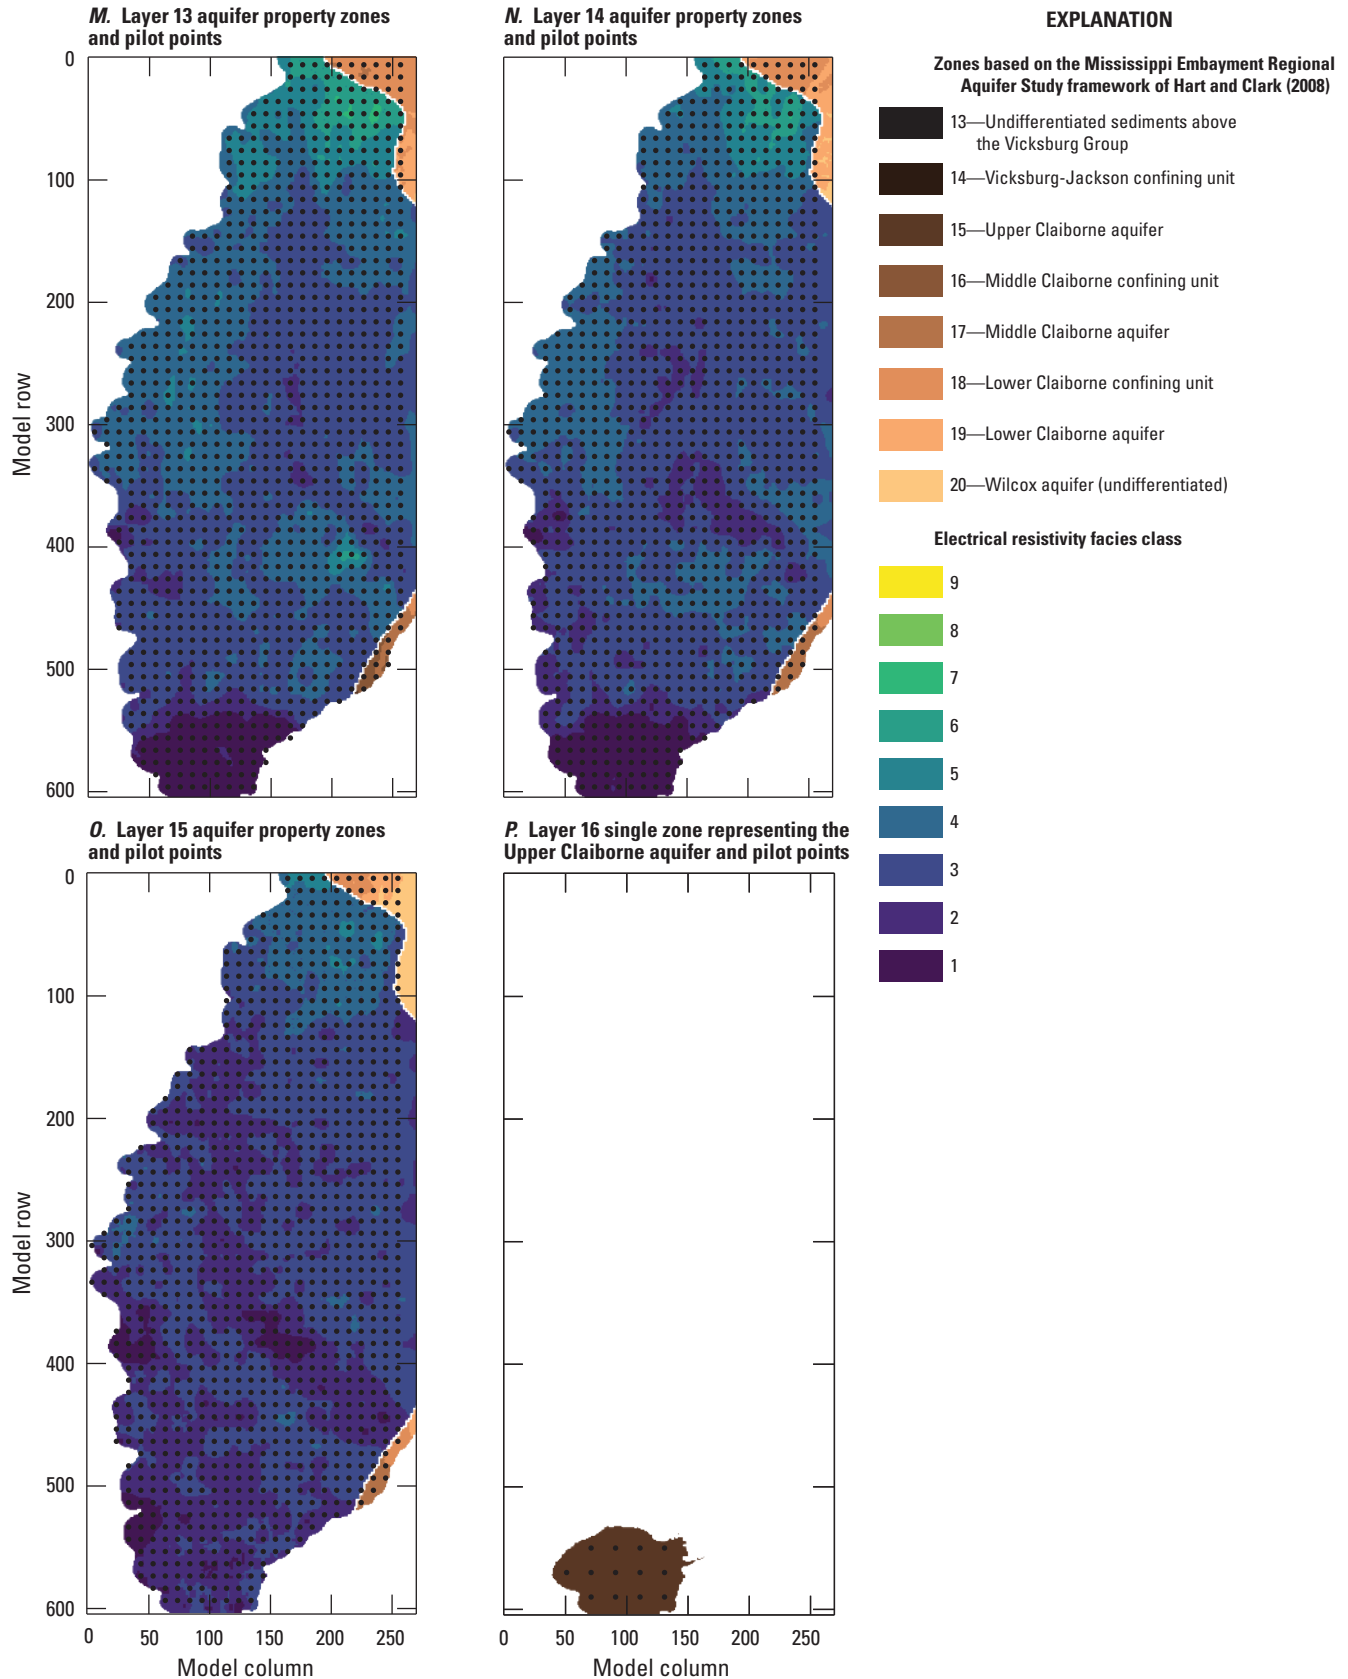 M. Layer 13 aquifer property zones
and pilot points
0
100
200
300
400
500
600
Model row
N. Layer 14 aquifer property zones
and pilot points
O. Layer 15 aquifer property zones
and pilot points
0
100
200
300
400
500
600
Model row
0
50
100
150
200
250
Model column
P. Layer 16 single zone representing the
Upper Claiborne aquifer and pilot points
0
50
100
150
200
250
Model column
EXPLANATION
Zones based on the Mississippi Embayment Regional
Aquifer Study framework of Hart and Clark (2008)
13—Undifferentiated sediments above
the Vicksburg Group
14—Vicksburg-Jackson confining unit
15—Upper Claiborne aquifer
16—Middle Claiborne confining unit
17—Middle Claiborne aquifer
18—Lower Claiborne confining unit
19—Lower Claiborne aquifer
20—Wilcox aquifer (undifferentiated)
Electrical resistivity facies class
9
8
7
6
5
4
3
2
1